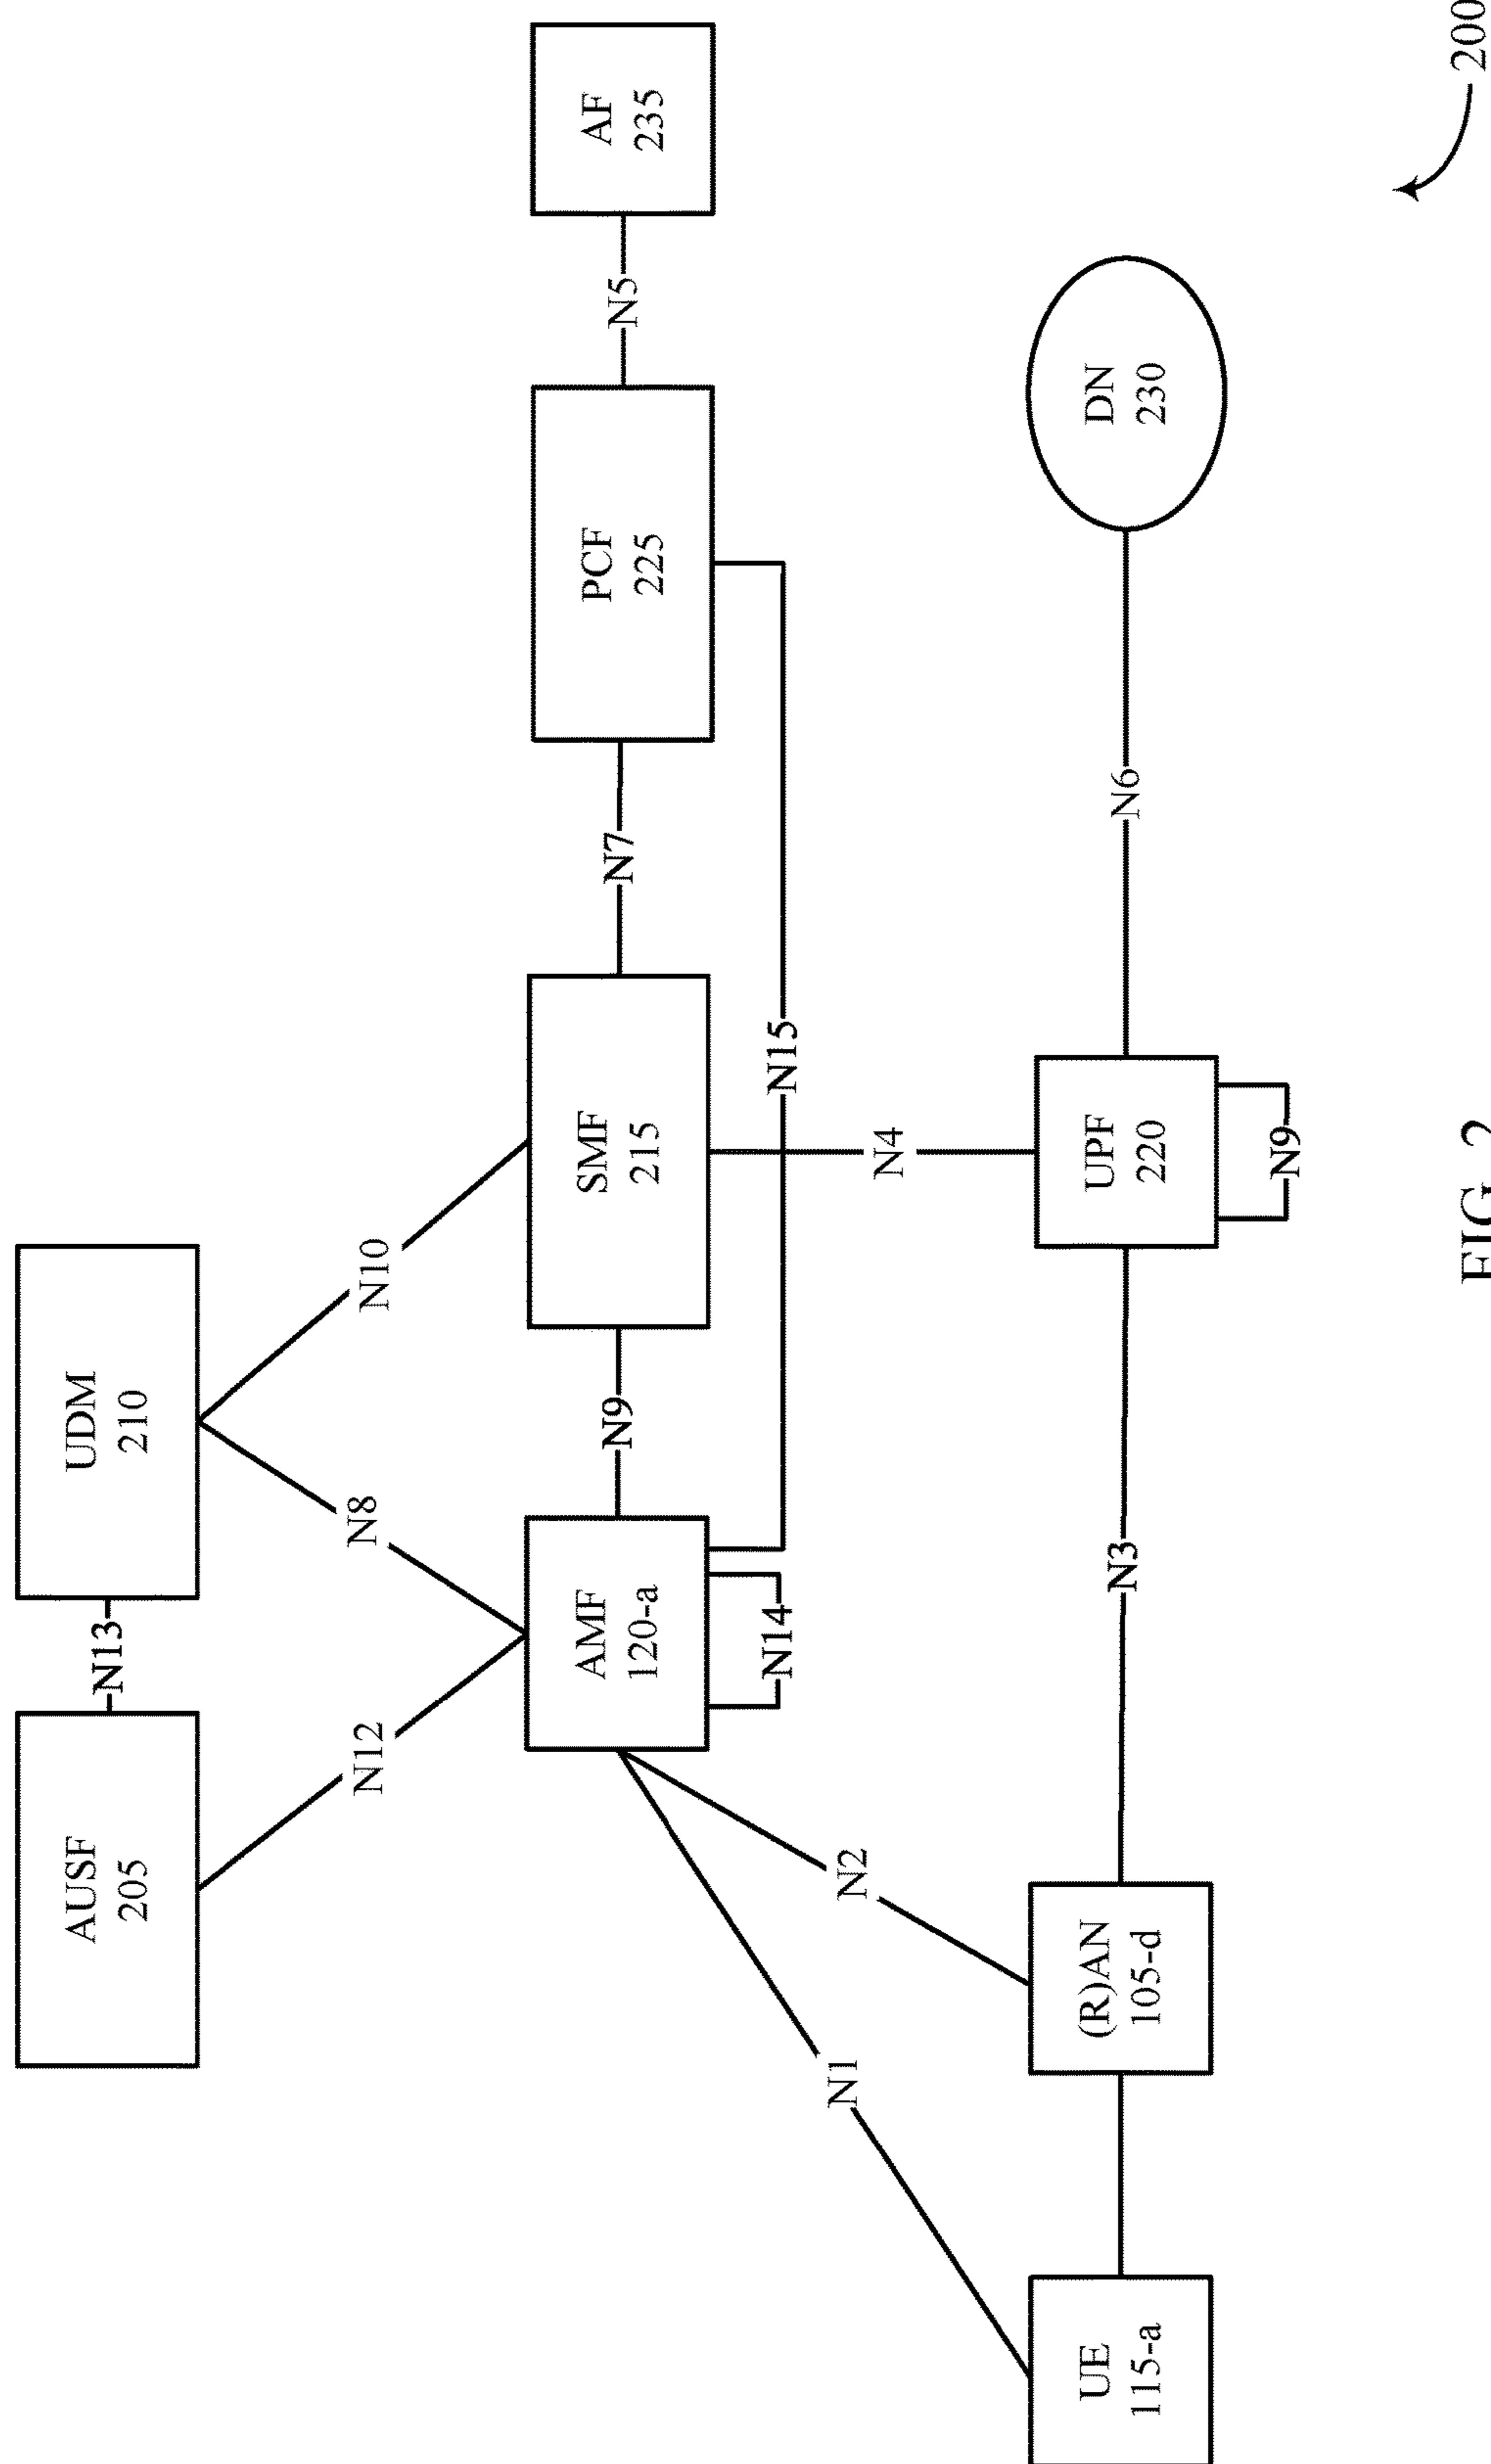 AUSF
205
N13
UDM
210
N12
N8
N10
AMF
120-a
N14
N9
SMF
215
N7
PCF
225
N5
AF
235
N15
N1
N2
N4
UE
115-a
(R)AN
105-d
N3
UPF
220
N9
N6
DN
230
200
FIG. 2